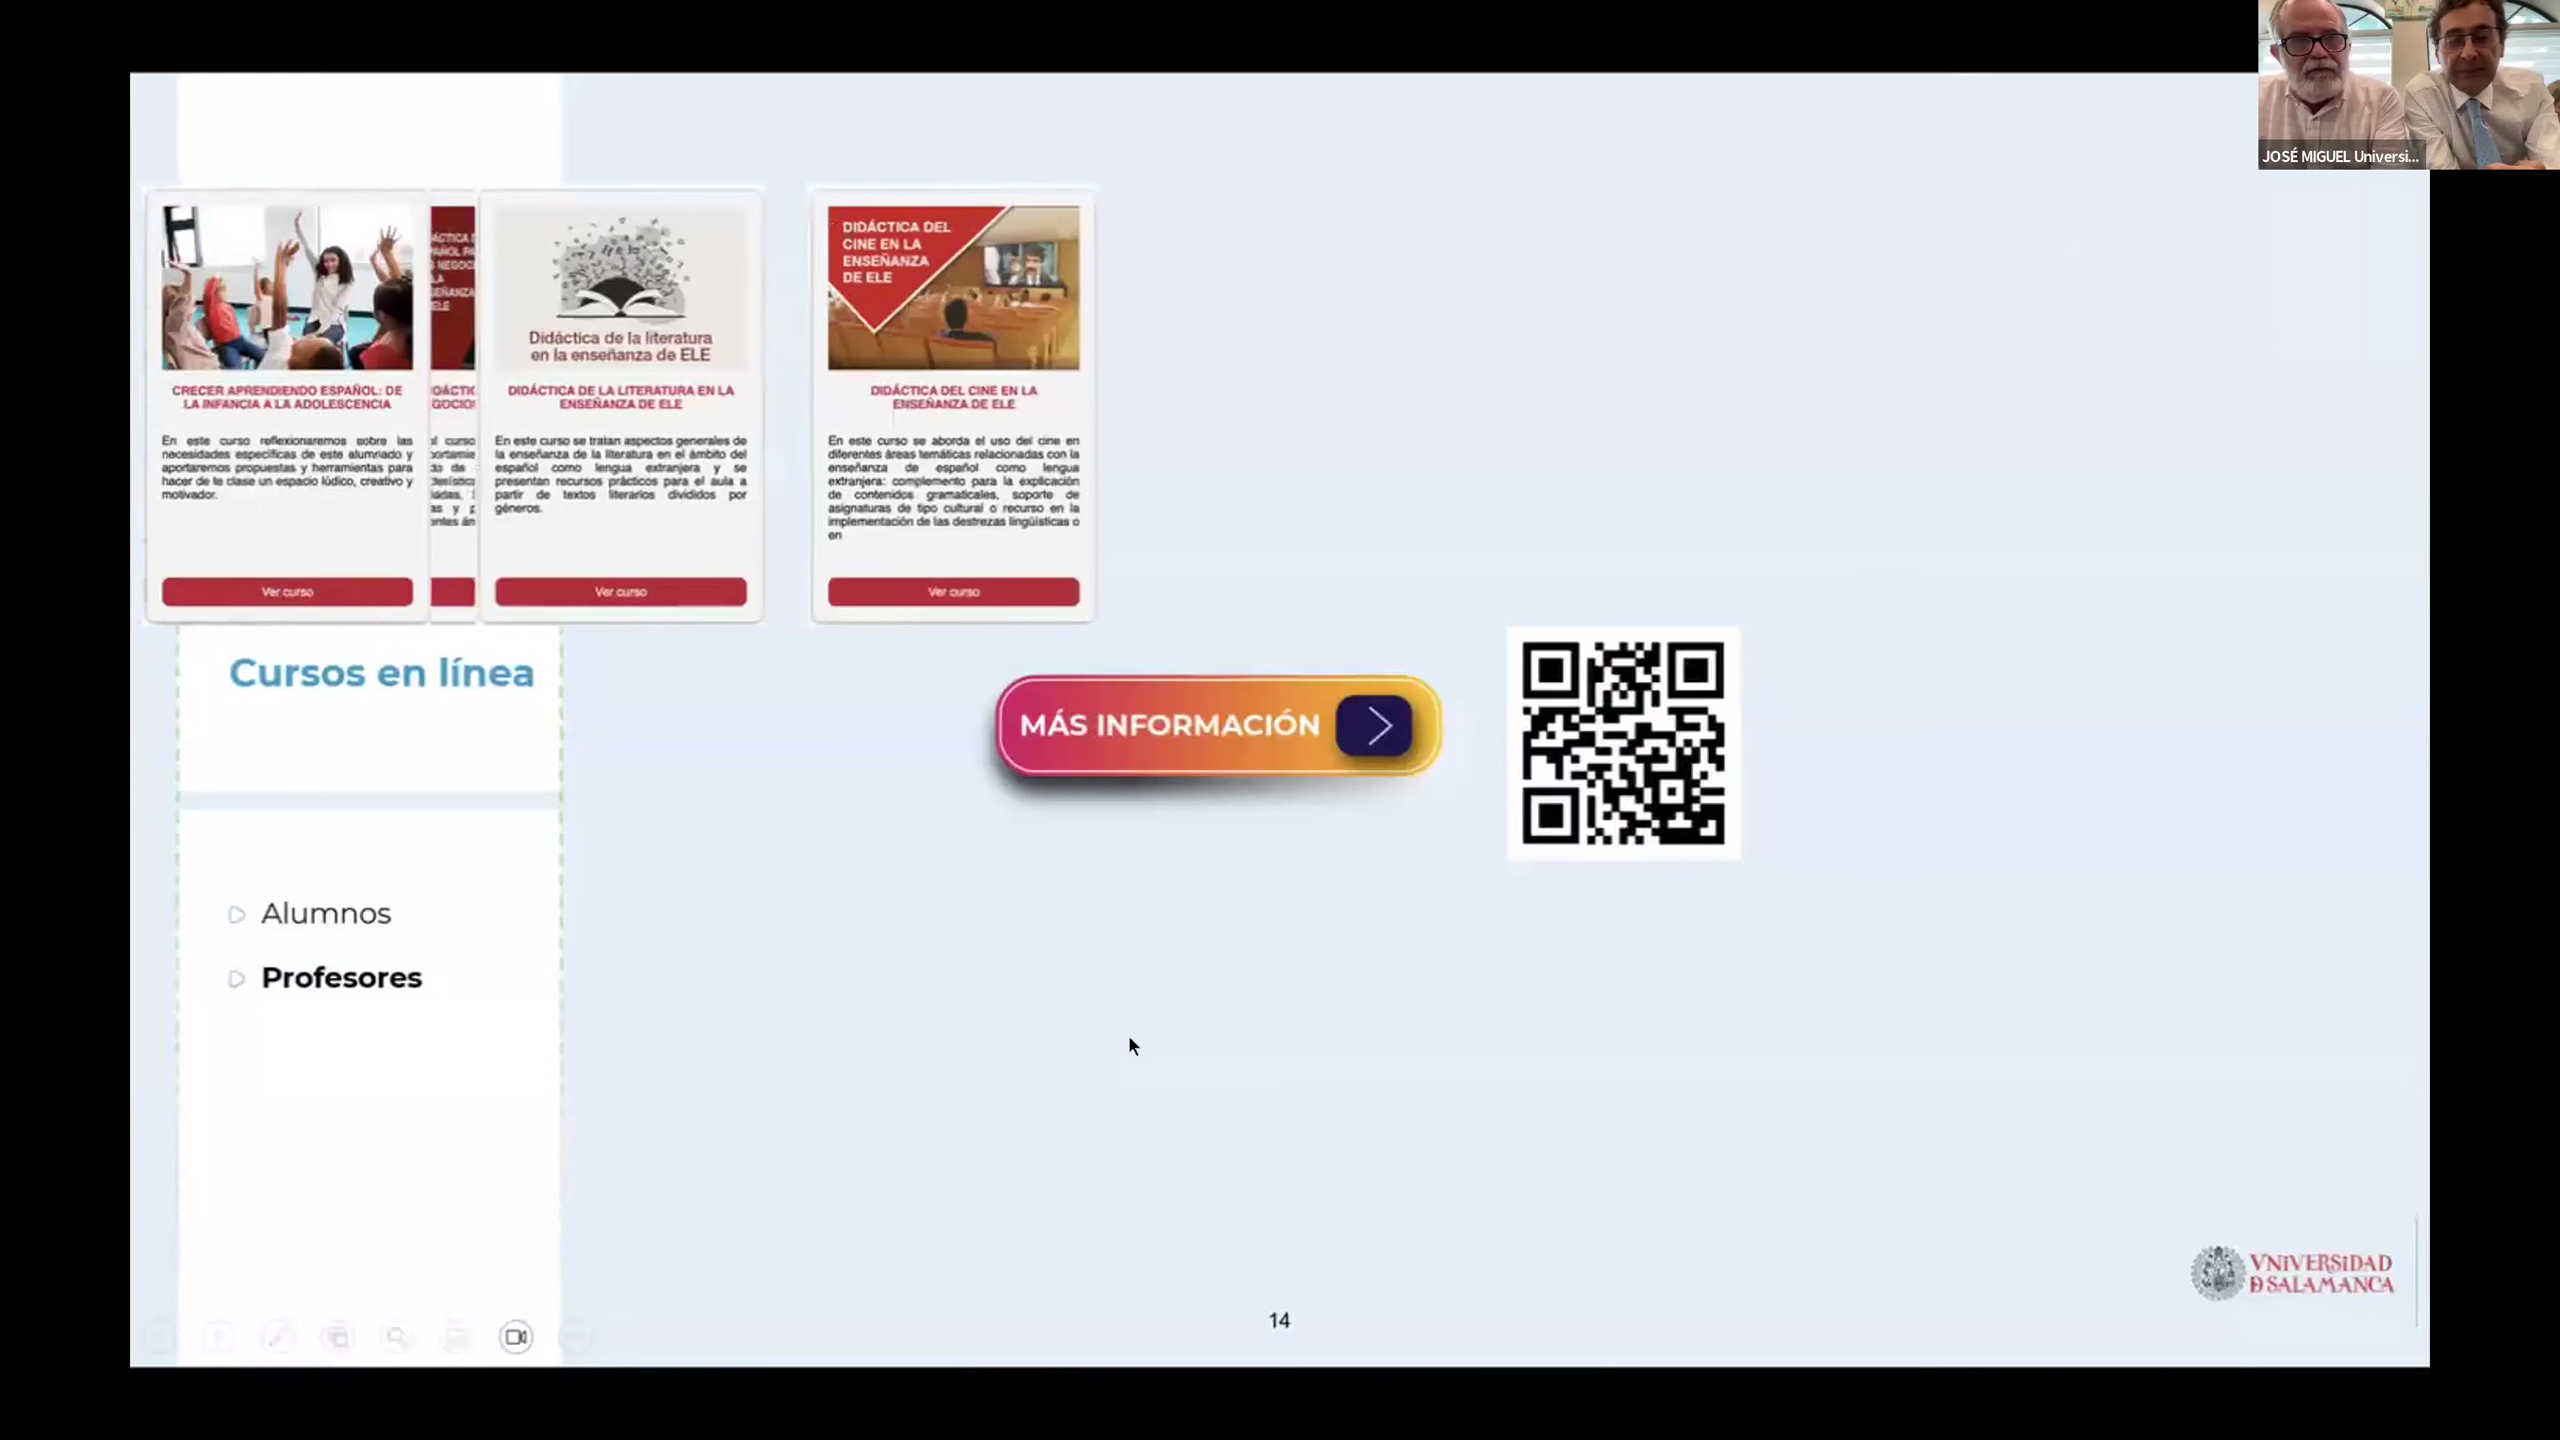 JOSÉ MIGUEL Universi...
CRECER APRENDIENDO ESPAÑOL: DE
LA INFANCIA A LA ADOLESCENCIA
En este curso reflexionaremos sobre las
necesidades específicas de este alumnado y
aportaremos propuestas y herramientas para
hacer de la clase un espacio lúdico, creativo y
motivador.
Ver curso
Didáctica de la literatura
en la enseñanza de ELE
DIDÁCTICA DE LA LITERATURA EN LA
ENSEÑANZA DE ELE
En este curso se tratan aspectos generales de
la enseñanza de la literatura en el ámbito del
español como lengua extranjera y se
presentan recursos prácticos para el aula a
partir de textos literarios divididos por
géneros.
Ver curso
DIDÁCTICA DEL
CINE EN LA
ENSEÑANZA
DE ELE
DIDÁCTICA DEL CINE EN LA
ENSEÑANZA DE ELE
En este curso se aborda el uso del cine en
diferentes áreas temáticas relacionadas con la
enseñanza de español como lengua
extranjera: complemento para la explicación
de contenidos gramaticales, soporte de
asignaturas de tipo cultural o recurso en la
implementación de las destrezas lingüísticas o
en
Ver curso
Cursos en línea
MÁS INFORMACIÓN
Alumnos
Profesores
VNiVERSiDAD
D SALAMANCA
14